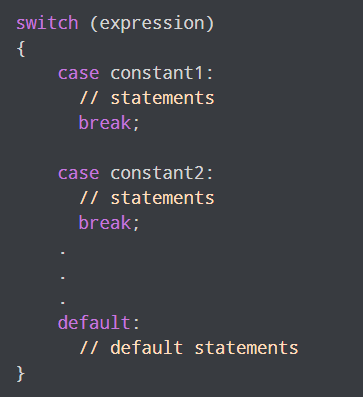 switch (expression)
{
    case constant1:
      // statements
      break;

    case constant2:
      // statements
      break;
    .
    .
    .
    default:
      // default statements
}